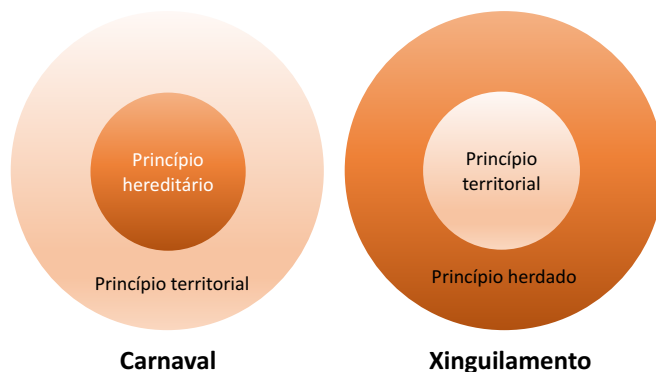 Princípio
hereditário
Princípio territorial
Carnaval
Princípio
territorial
Princípio herdado
Xinguilamento